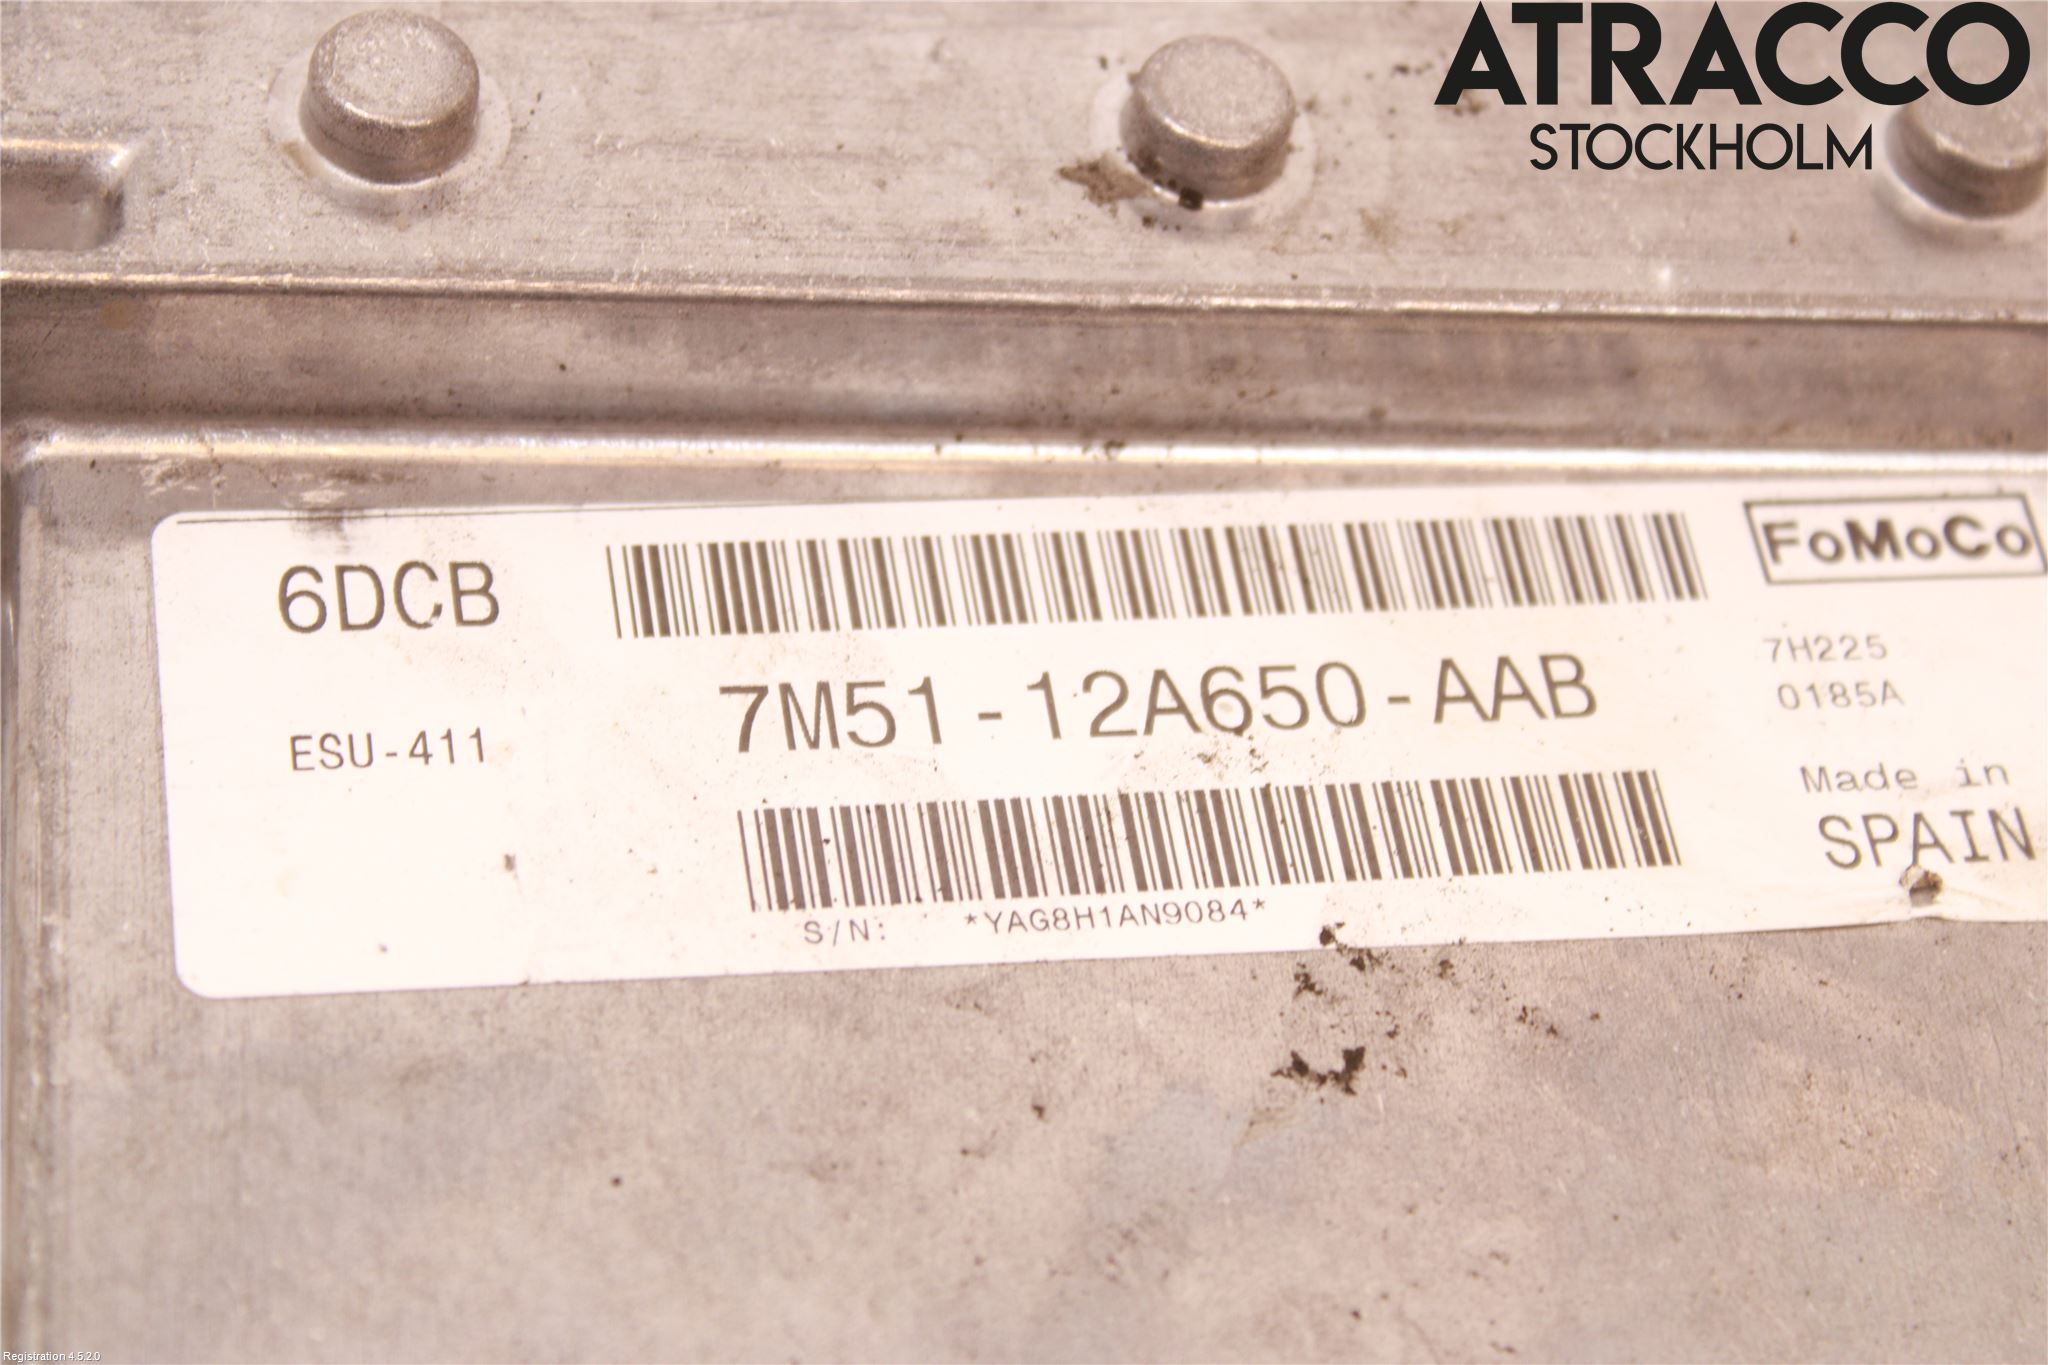 ATRACCO
STOCKHOLM
6DCB
FoMoCo
7M51-12A650-AAB
7H225
0185A
ESU-411
Made in
SPAIN
S/N: *YAG8H1AN9084*
Registration 4.5.2.0